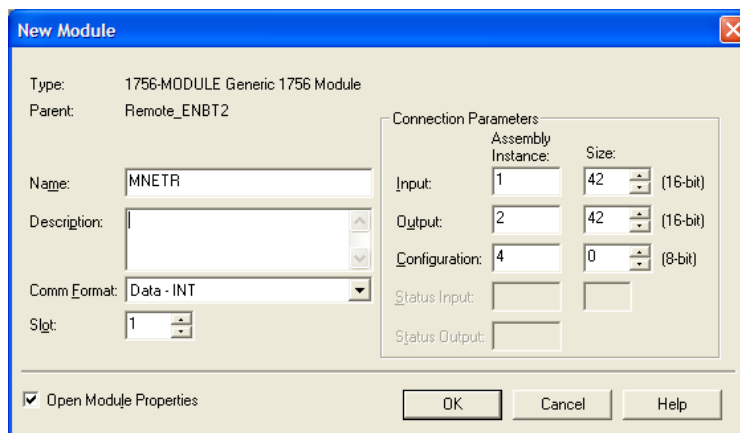 New Module
Type: 1756-MODULE Generic 1756 Module
Parent: Remote_ENBT2
Connection Parameters
Assembly Instance: Size:
Name: MNETR
Input: 1 42 (16-bit)
Description:
Output: 2 42 (16-bit)
Configuration: 4 0 (8-bit)
Comm Format: Data - INT
Status Input:
Slot: 1
Status Output:
Open Module Properties
OK Cancel Help